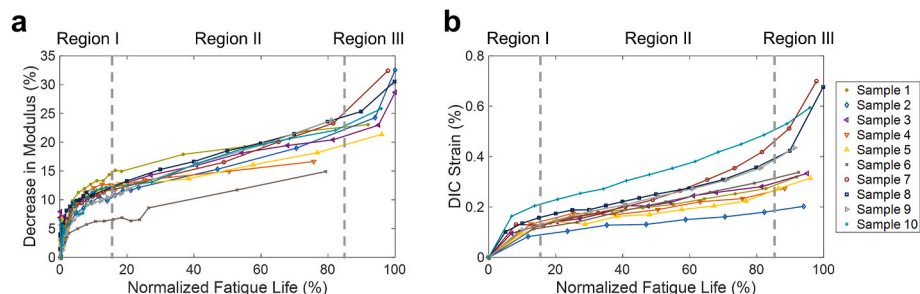 a
Region I Region II Region III
Decrease in Modulus (%)
35
30
25
20
15
10
5
0
0 20 40 60 80 100
Normalized Fatigue Life (%)
b
Region I Region II Region III
DIC Strain (%)
0.8
0.6
0.4
0.2
0
0 20 40 60 80 100
Normalized Fatigue Life (%)
Sample 1
Sample 2
Sample 3
Sample 4
Sample 5
Sample 6
Sample 7
Sample 8
Sample 9
Sample 10